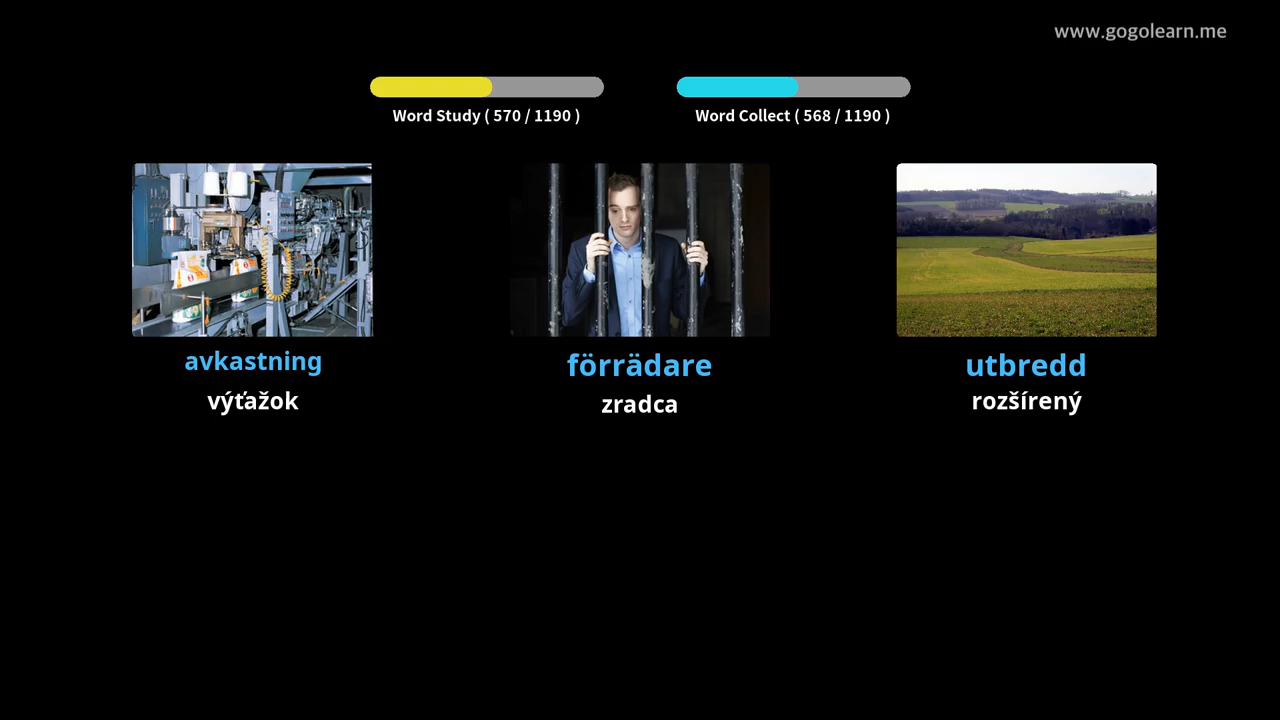 www.gogolearn.me
Word Study ( 570 / 1190 )
Word Collect ( 568 / 1190 )
avkastning
výťažok
förrädare
zradca
utbredd
rozšírený